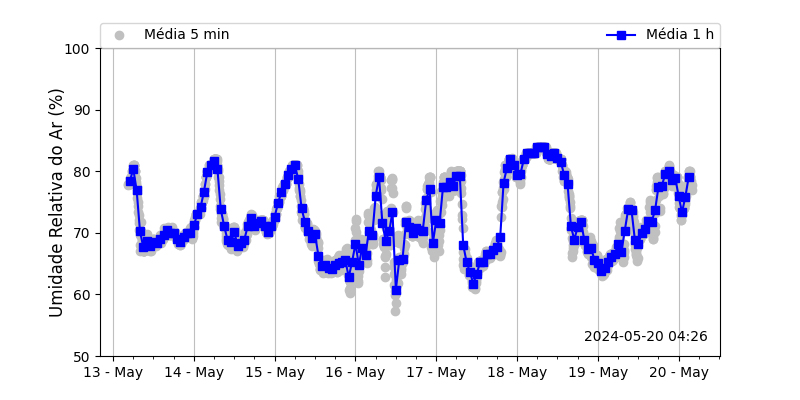 Média 5 min
Média 1 h
100
90
80
70
60
50
Umidade Relativa do Ar (%)
2024-05-20 04:26
13 - May
14 - May
15 - May
16 - May
17 - May
18 - May
19 - May
20 - May